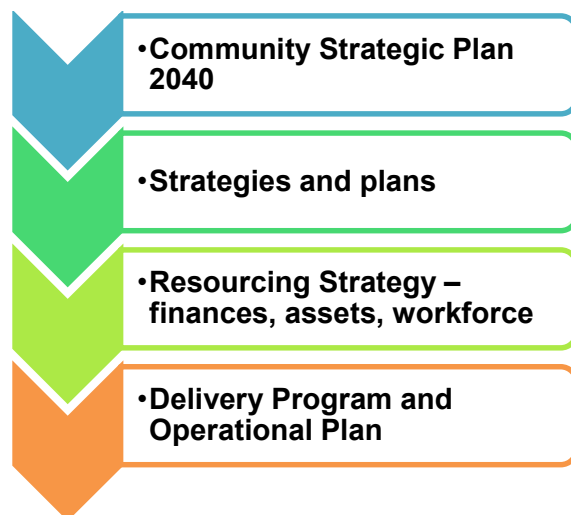 •Community Strategic Plan
2040
•Strategies and plans
•Resourcing Strategy –
finances, assets, workforce
•Delivery Program and
Operational Plan